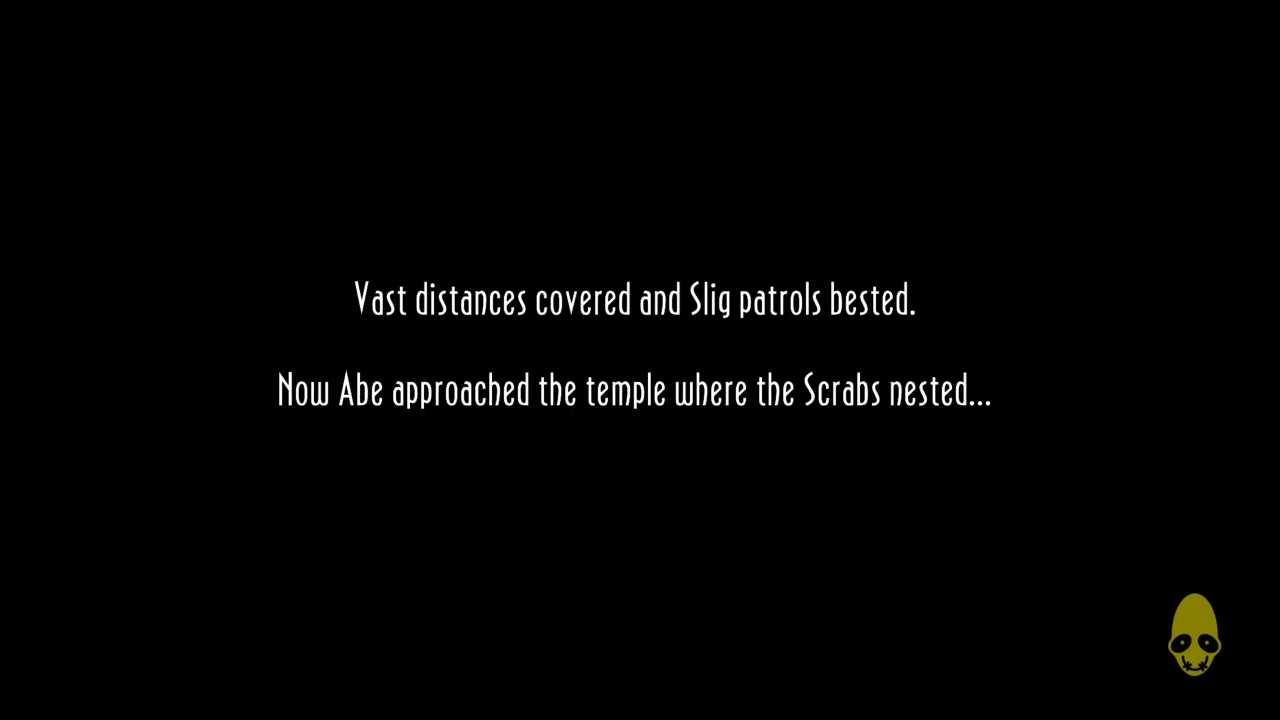 Vast distances covered and Slig patrols bested.
Now Abe approached the temple where the Scrabs nested...